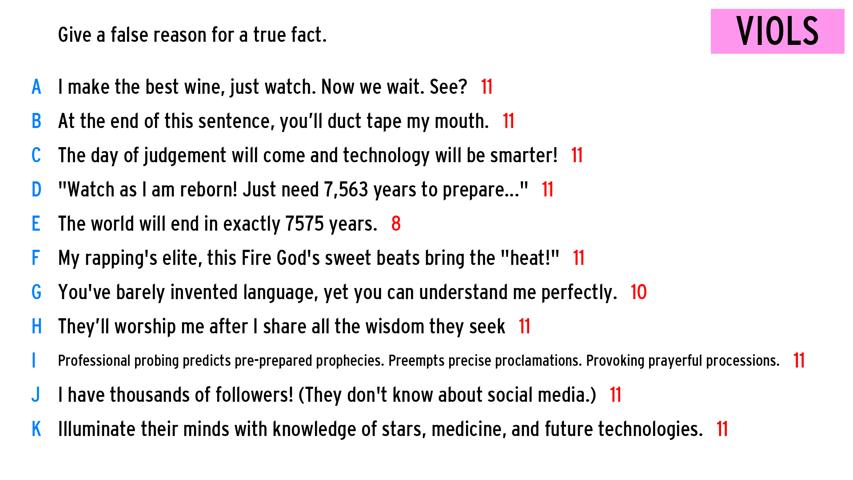 VIOLS
Give a false reason for a true fact.
A I make the best wine, just watch. Now we wait. See? 11
B At the end of this sentence, you'll duct tape my mouth. 11
C The day of judgement will come and technology will be smarter! 11
D "Watch as I am reborn! Just need 7,563 years to prepare..." 11
E The world will end in exactly 7575 years. 8
F My rapping's elite, this Fire God's sweet beats bring the "heat!" 11
G You've barely invented language, yet you can understand me perfectly. 10
H They'll worship me after I share all the wisdom they seek 11
I Professional probing predicts pre-prepared prophecies. Preempts precise proclamations. Provoking prayerful processions. 11
J I have thousands of followers! (They don't know about social media.) 11
K Illuminate their minds with knowledge of stars, medicine, and future technologies. 11